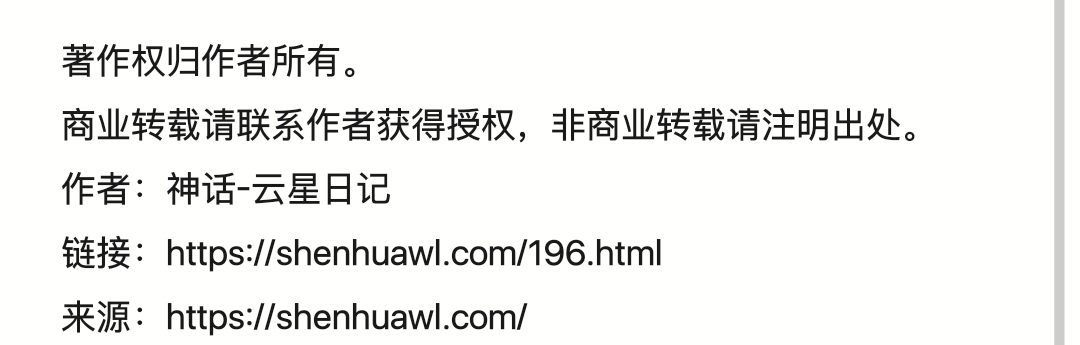 著作权归作者所有。
商业转载请联系作者获得授权，非商业转载请注明出处。
作者：神话-云星日记
链接：https://shenhuawl.com/196.html
来源：https://shenhuawl.com/